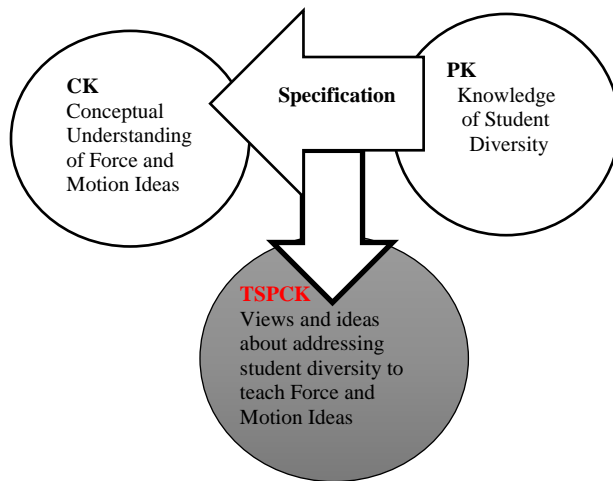 CK
Conceptual
Understanding
of Force and
Motion Ideas
Specification
PK
Knowledge
of Student
Diversity
TSPCK
Views and ideas
about addressing
student diversity to
teach Force and
Motion Ideas